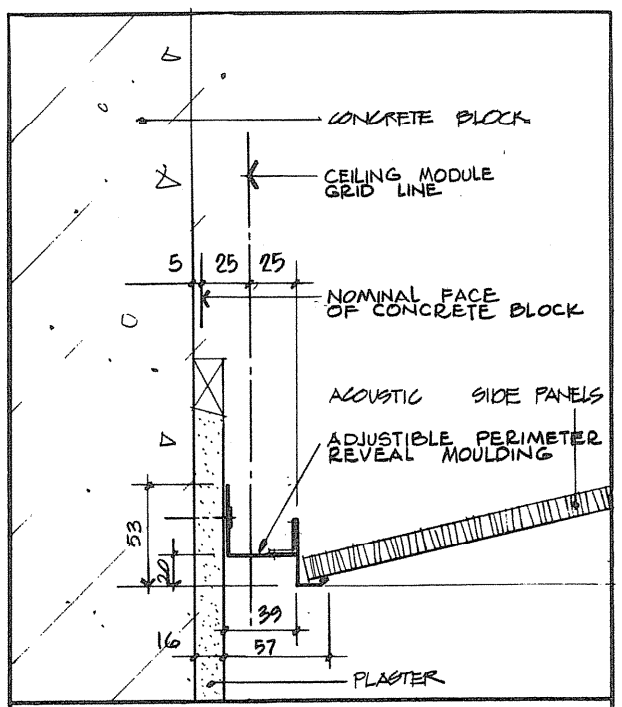 CONCRETE BLOCK
CEILING MODULE
GRID LINE
5 25 25
NOMINAL FACE
OF CONCRETE BLOCK
ACOUSTIC SIDE PANELS
ADJUSTIBLE PERIMETER
REVEAL MOULDING
53
20
39
16 57
PLASTER